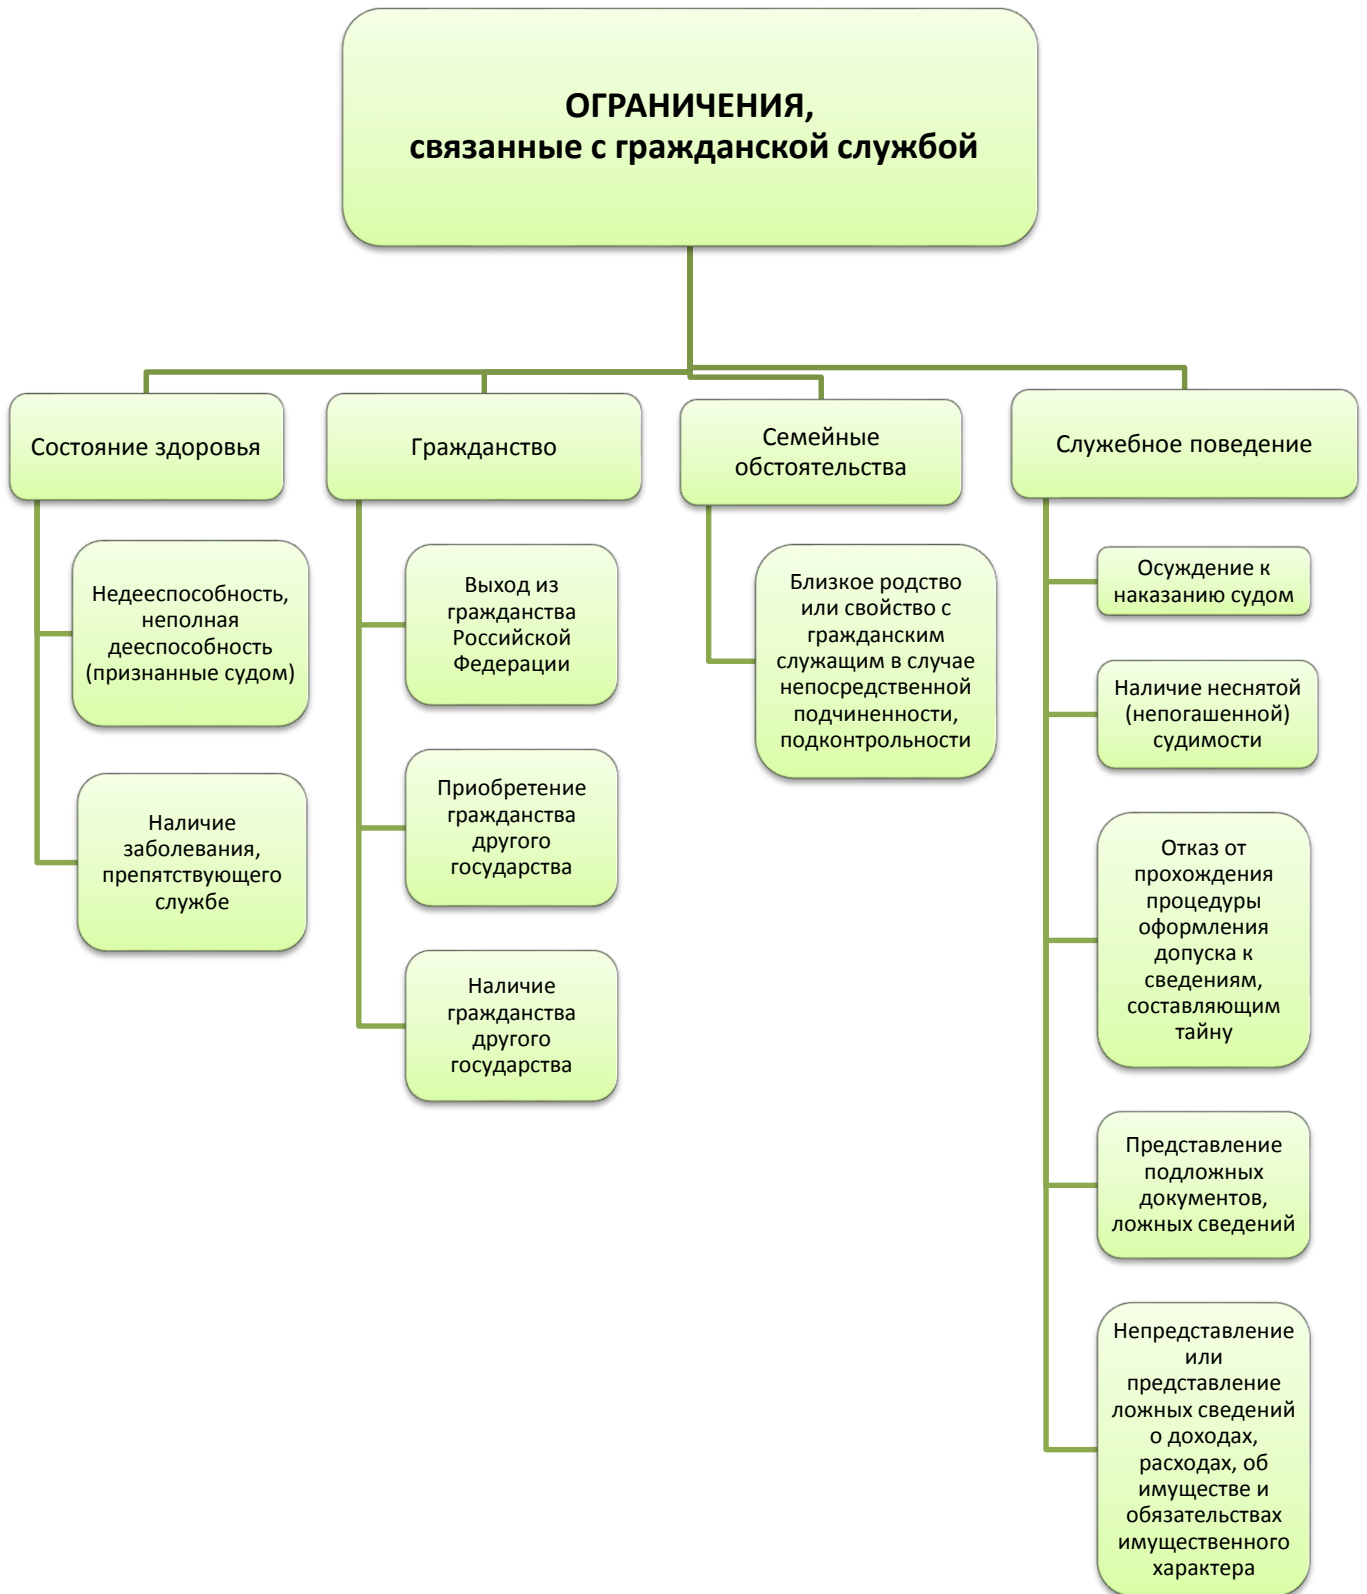 ОГРАНИЧЕНИЯ,
связанные с гражданской службой
Состояние здоровья
Недееспособность,
неполная
дееспособность
(признанные судом)
Наличие
заболевания,
препятствующего
службе
Гражданство
Выход из
гражданства
Российской
Федерации
Приобретение
гражданства
другого
государства
Наличие
гражданства
другого
государства
Семейные
обстоятельства
Близкое родство
или свойство с
гражданским
служащим в случае
непосредственной
подчиненности,
подконтрольности
Служебное поведение
Осуждение к
наказанию судом
Наличие неснятой
(непогашенной)
судимости
Отказ от
прохождения
процедуры
оформления
допуска к
сведениям,
составляющим
тайну
Представление
подложных
документов,
ложных сведений
Непредставление
или
представление
ложных сведений
о доходах,
расходах, об
имуществе и
обязательствах
имущественного
характера